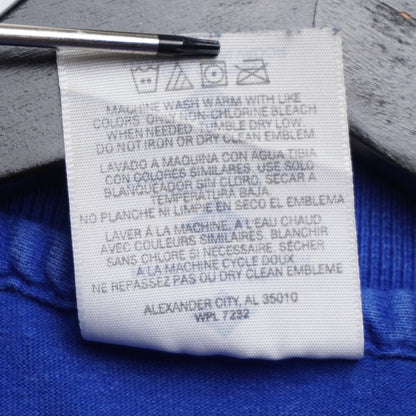 MACHINE WASH WARM WITH LIKE
COLORS. ONLY NON-CHLORINE BLEACH
WHEN NEEDED. TUMBLE DRY LOW.
DO NOT IRON OR DRY CLEAN EMBLEM
LAVADO A MAQUINA CON AGUA TIBIA
CON COLORES SIMILARES. USE SOLO
BLANQUEADOR SIN CLORO. SECAR A
TEMPERATURA BAJA.
NO PLANCHE NI LIMPIE EN SECO EL EMBLEMA
LAVER À LA MACHINE, A L'EAU CHAUD
AVEC COULEURS SIMILAIRES. BLANCHIR
SANS CHLORE SI NECESSAIRE. SÉCHER
A LA MACHINE CYCLE DOUX.
NE REPASSEZ PAS OU DRY CLEAN EMBLEME
ALEXANDER CITY, AL 35010
WPL 7232